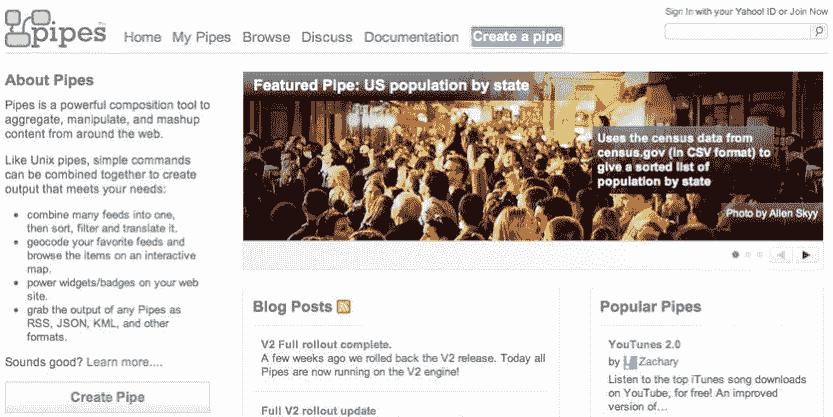 pipes
Home My Pipes Browse Discuss Documentation Create a pipe
Sign In with your Yahoo! ID or Join Now
About Pipes
Pipes is a powerful composition tool to
aggregate, manipulate, and mashup
content from around the web.
Like Unix pipes, simple commands
can be combined together to create
output that meets your needs:
combine many feeds into one,
then sort, filter and translate it.
geocode your favorite feeds and
browse the items on an interactive
map.
power widgets/badges on your web
site.
grab the output of any Pipes as
RSS, JSON, KML, and other
formats.
Sounds good? Learn more....
Create Pipe
Featured Pipe: US population by state
Uses the census data from
census.gov (in CSV format) to
give a sorted list of
population by state
Photo by Allen Skyy
Blog Posts
V2 Full rollout complete.
A few weeks ago we rolled back the V2 release. Today all
Pipes are now running on the V2 engine!
Full V2 rollout update
Popular Pipes
YouTunes 2.0
by Zachary
Listen to the top iTunes song downloads
on YouTube, for free! An improved
version of...